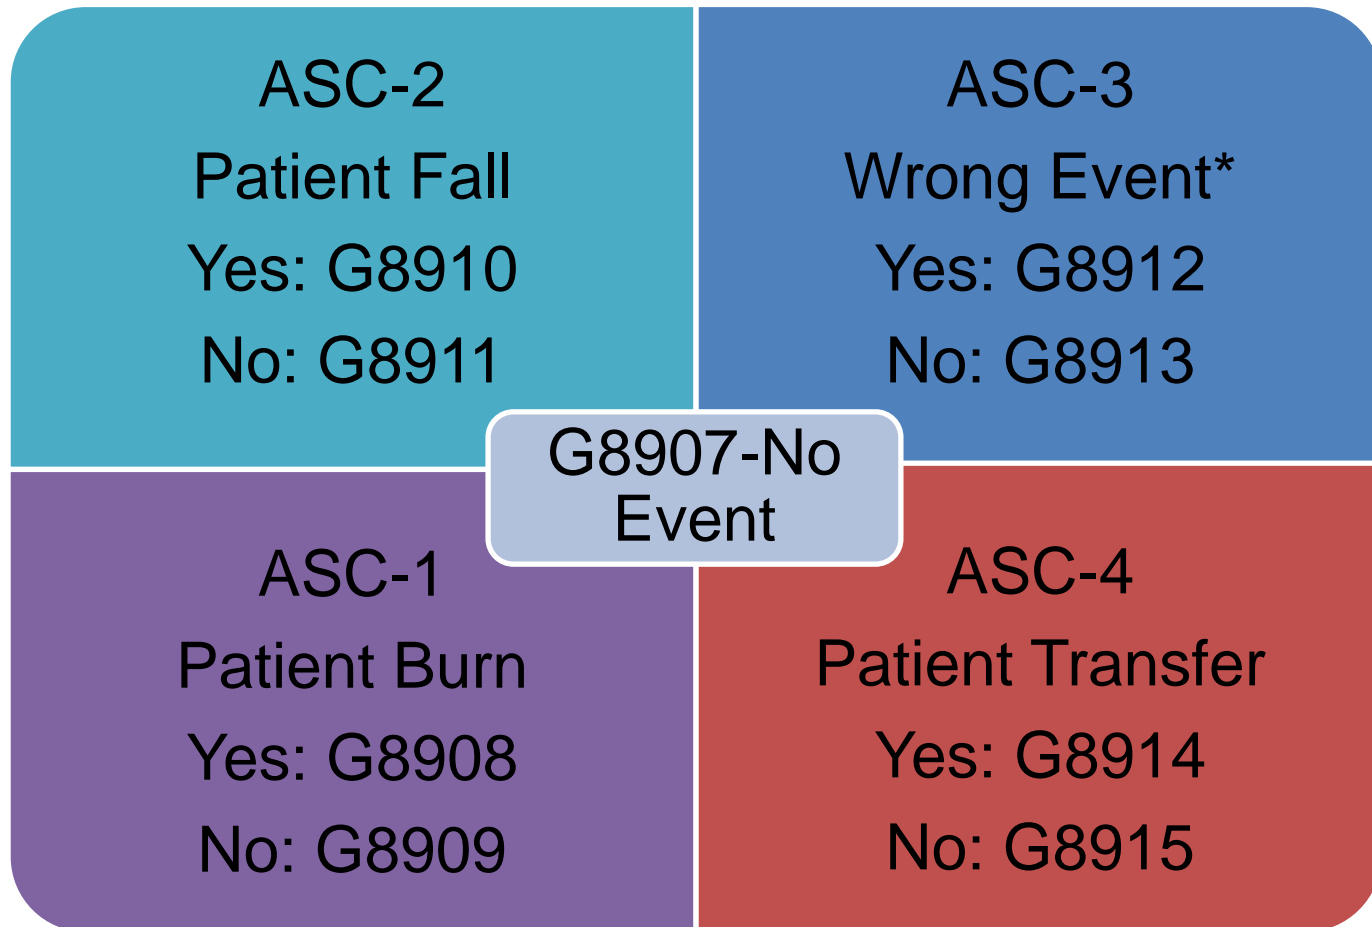 ASC-2
Patient Fall
Yes: G8910
No: G8911
ASC-3
Wrong Event*
Yes: G8912
No: G8913
G8907-No
Event
ASC-1
Patient Burn
Yes: G8908
No: G8909
ASC-4
Patient Transfer
Yes: G8914
No: G8915